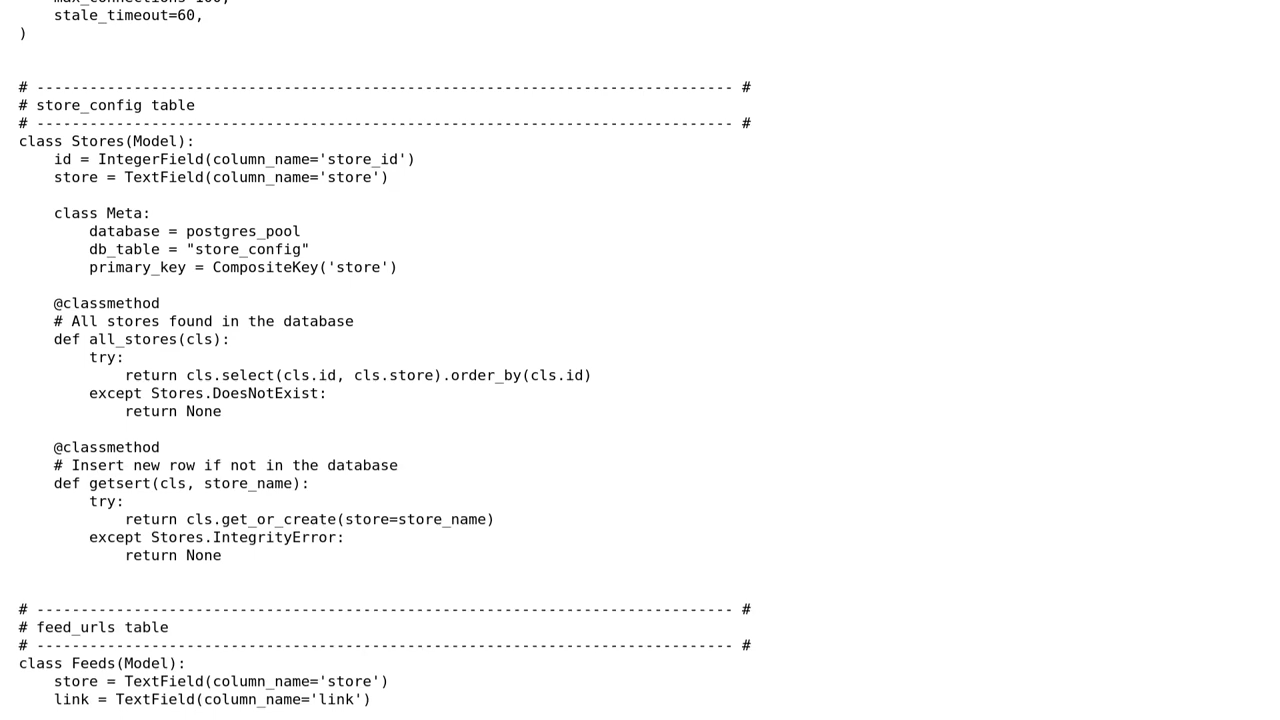 max_connections=100,
    stale_timeout=60,
)
# ------------------------------------------------------------------------------- #
# store_config table
# ------------------------------------------------------------------------------- #
class Stores(Model):
    id = IntegerField(column_name='store_id')
    store = TextField(column_name='store')
    class Meta:
        database = postgres_pool
        db_table = "store_config"
        primary_key = CompositeKey('store')
    @classmethod
    # All stores found in the database
    def all_stores(cls):
        try:
            return cls.select(cls.id, cls.store).order_by(cls.id)
        except Stores.DoesNotExist:
            return None
    @classmethod
    # Insert new row if not in the database
    def getsert(cls, store_name):
        try:
            return cls.get_or_create(store=store_name)
        except Stores.IntegrityError:
            return None
# ------------------------------------------------------------------------------- #
# feed_urls table
# ------------------------------------------------------------------------------- #
class Feeds(Model):
    store = TextField(column_name='store')
    link = TextField(column_name='link')